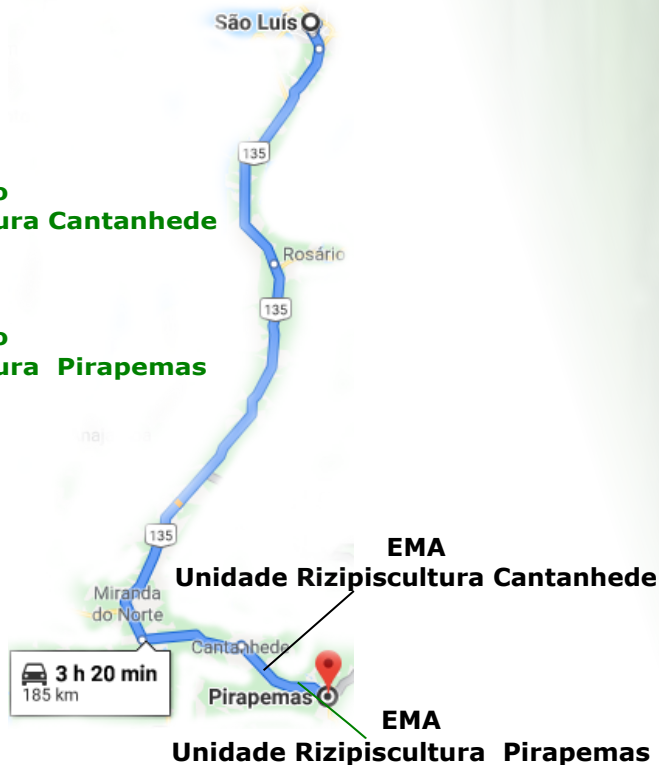 São Luís
135
o
ura Cantanhede
Rosário
135
o
ura Pirapemas
naj
135
EMA
Unidade Rizipiscultura Cantanhede
Miranda
do Norte
Cantanhede
3 h 20 min
185 km
Pirapemas
EMA
Unidade Rizipiscultura Pirapemas